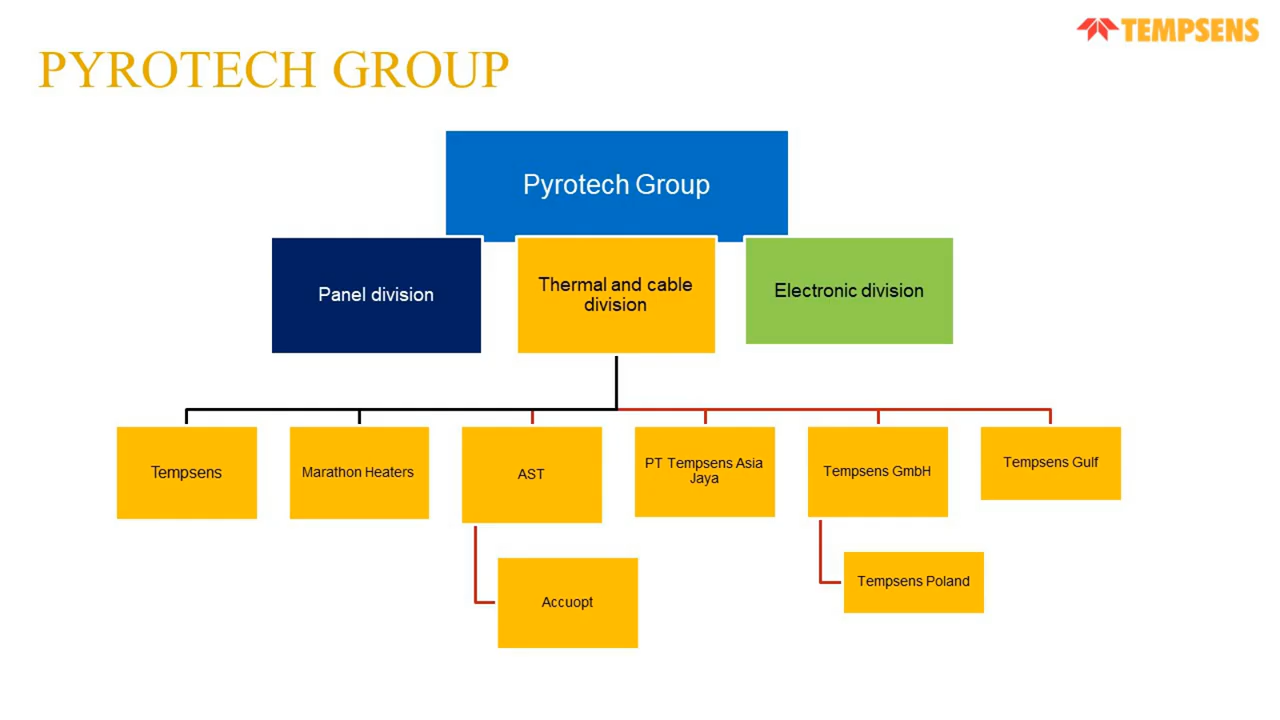 TEMPSENS
PYROTECH GROUP
Pyrotech Group
Panel division
Thermal and cable
division
Electronic division
Tempsens
Marathon Heaters
AST
PT Tempsens Asia
Jaya
Tempsens GmbH
Tempsens Gulf
Accuopt
Tempsens Poland